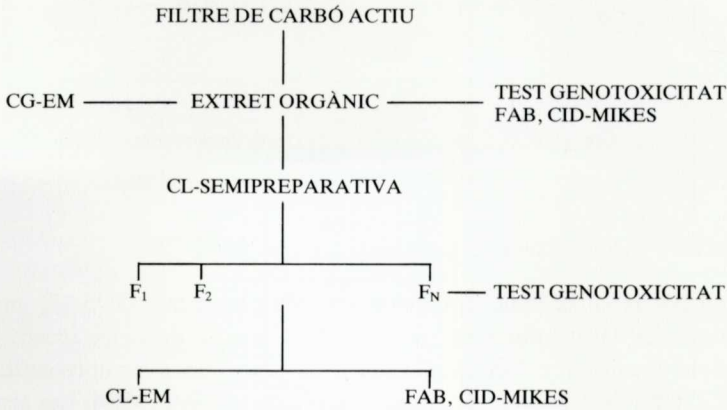 FILTRE DE CARBÓ ACTIU
CG-EM EXTRET ORGÀNIC TEST GENOTOXICITAT
FAB, CID-MIKES
CL-SEMIPREPARATIVA
F₁ F₂ F_N TEST GENOTOXICITAT
CL-EM FAB, CID-MIKES